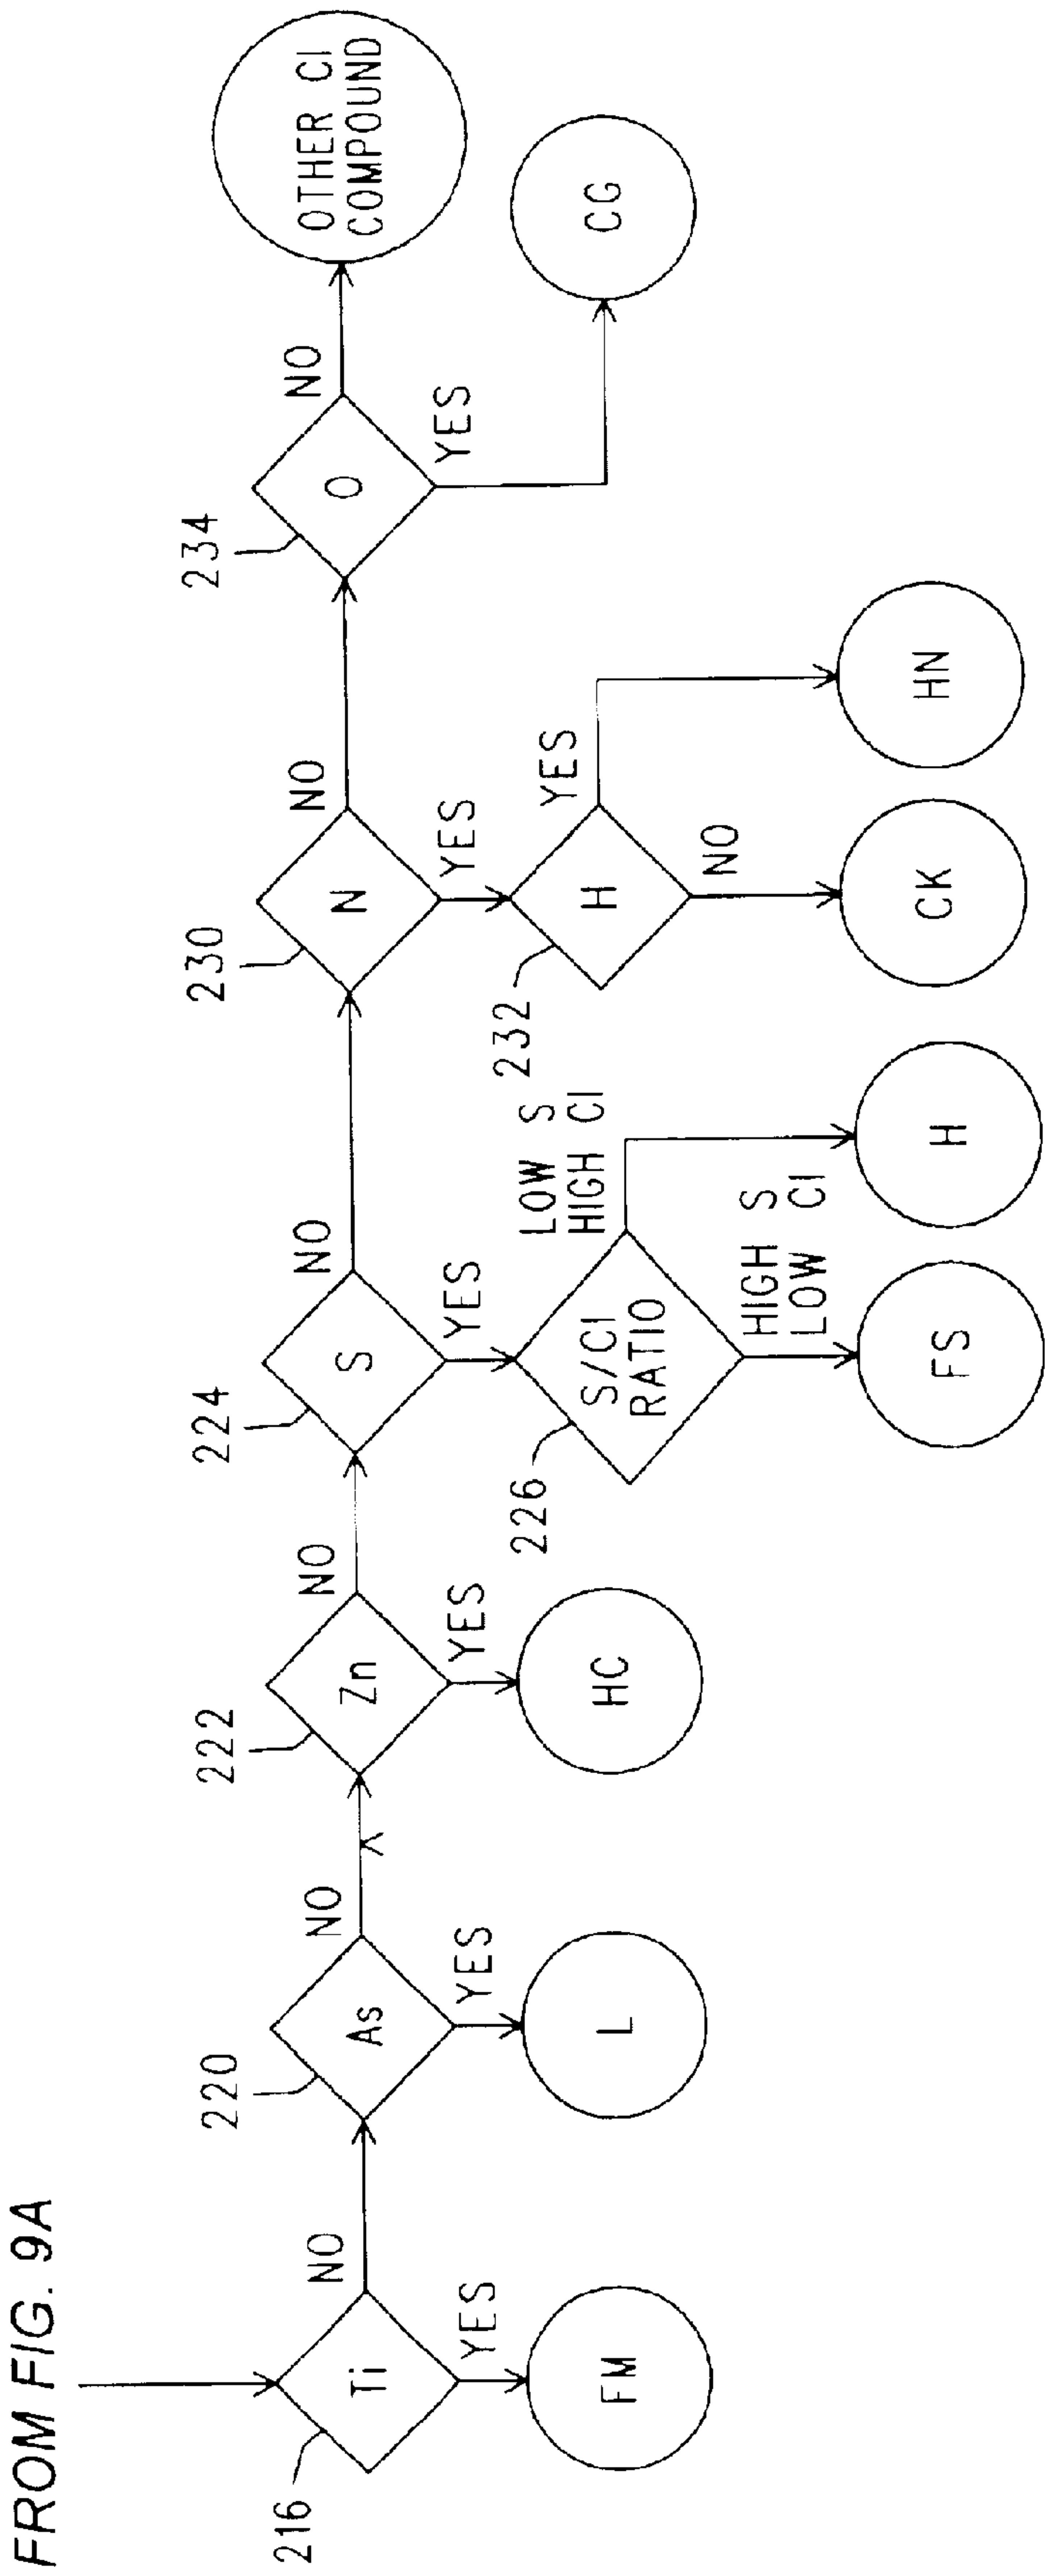 FROM FIG. 9A
216
Ti
NO
YES
FM
220
As
NO
YES
L
222
Zn
NO
YES
HC
224
S
NO
YES
226
S/Cl
RATIO
LOW S
HIGH Cl
H
HIGH S
LOW Cl
FS
230
N
NO
YES
232
H
YES
HN
NO
CK
234
O
NO
OTHER Cl
COMPOUND
YES
CG